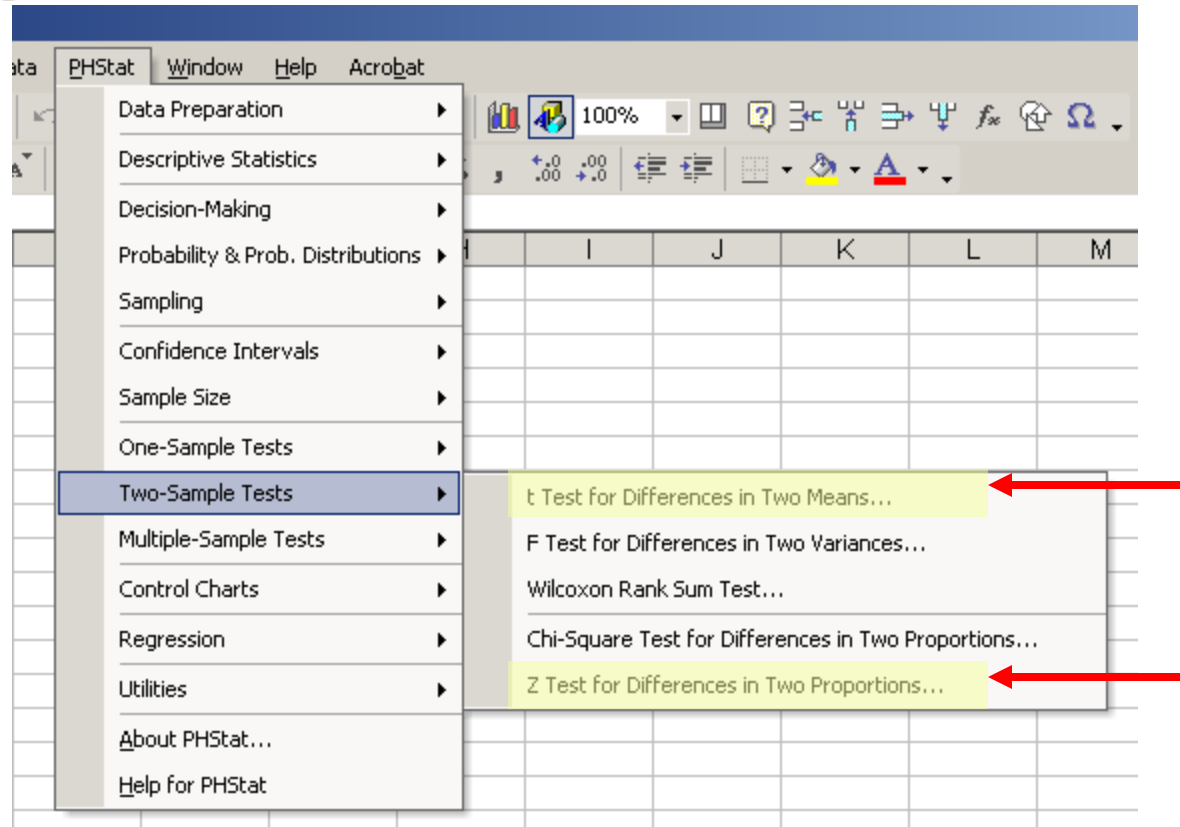 ata PHStat Window Help Acrobat
Data Preparation
100%
Descriptive Statistics
Decision-Making
Probability & Prob. Distributions
I J K L M
Sampling
Confidence Intervals
Sample Size
One-Sample Tests
Two-Sample Tests
t Test for Differences in Two Means...
Multiple-Sample Tests
F Test for Differences in Two Variances...
Control Charts
Wilcoxon Rank Sum Test...
Regression
Chi-Square Test for Differences in Two Proportions...
Utilities
Z Test for Differences in Two Proportions...
About PHStat...
Help for PHStat